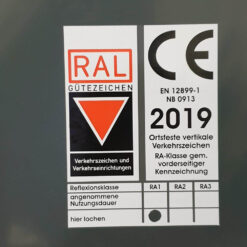 RAL
GÜTEZEICHEN
Verkehrszeichen und
Verkehrseinrichtungen
CE
EN 12899-1
NB 0913
2019
Ortsfeste vertikale
Verkehrszeichen
RA-Klasse gem.
vorderseitiger
Kennzeichnung
Reflexionsklasse RA1 RA2 RA3
angenommene
Nutzungsdauer
hier lochen